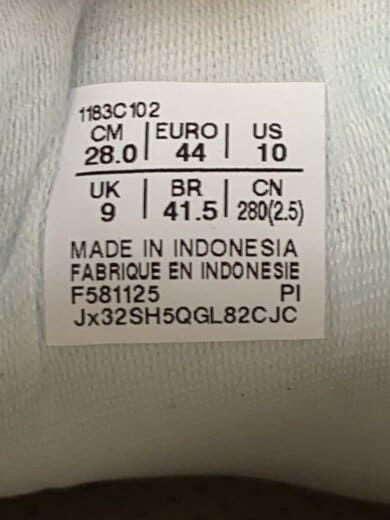 1183C102
CM | EURO | US
28.0 | 44 | 10
UK | BR | CN
9 | 41.5 | 280(2.5)
MADE IN INDONESIA
FABRIQUE EN INDONESIE
F581125 PI
Jx32SH5QGL82CJC